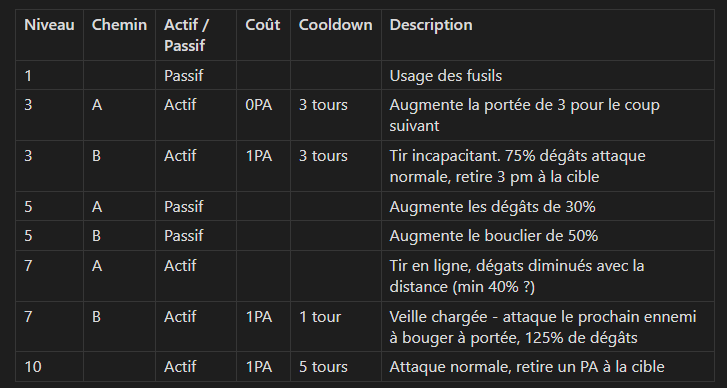 Niveau Chemin Actif / Coût Cooldown Description
Passif
1 Passif Usage des fusils
3 A Actif 0PA 3 tours Augmente la portée de 3 pour le coup
suivant
3 B Actif 1PA 3 tours Tir incapacitant. 75% dégâts attaque
normale, retire 3 pm à la cible
5 A Passif Augmente les dégâts de 30%
5 B Passif Augmente le bouclier de 50%
7 A Actif Tir en ligne, dégats diminués avec la
distance (min 40% ?)
7 B Actif 1PA 1 tour Veille chargée - attaque le prochain ennemi
à bouger à portée, 125% de dégâts
10 Actif 1PA 5 tours Attaque normale, retire un PA à la cible